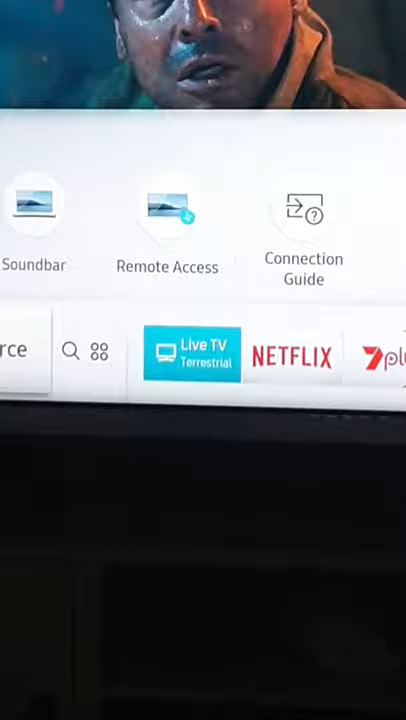 Soundbar
Remote Access
Connection
Guide
rce
Live TV
Terrestrial
NETFLIX
7plu